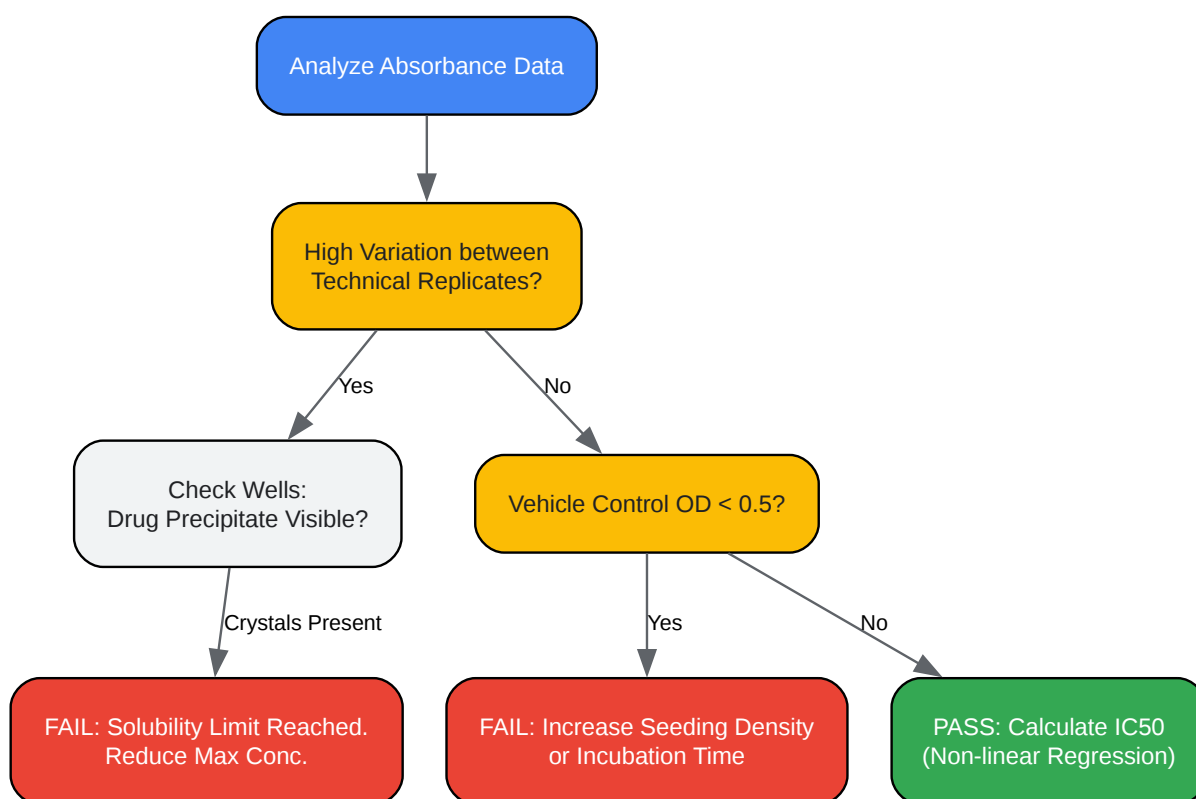 Analyze Absorbance Data
High Variation between
Technical Replicates?
Yes
No
Check Wells:
Drug Precipitate Visible?
Vehicle Control OD < 0.5?
Crystals Present
Yes
No
FAIL: Solubility Limit Reached.
Reduce Max Conc.
FAIL: Increase Seeding Density
or Incubation Time
PASS: Calculate IC50
(Non-linear Regression)